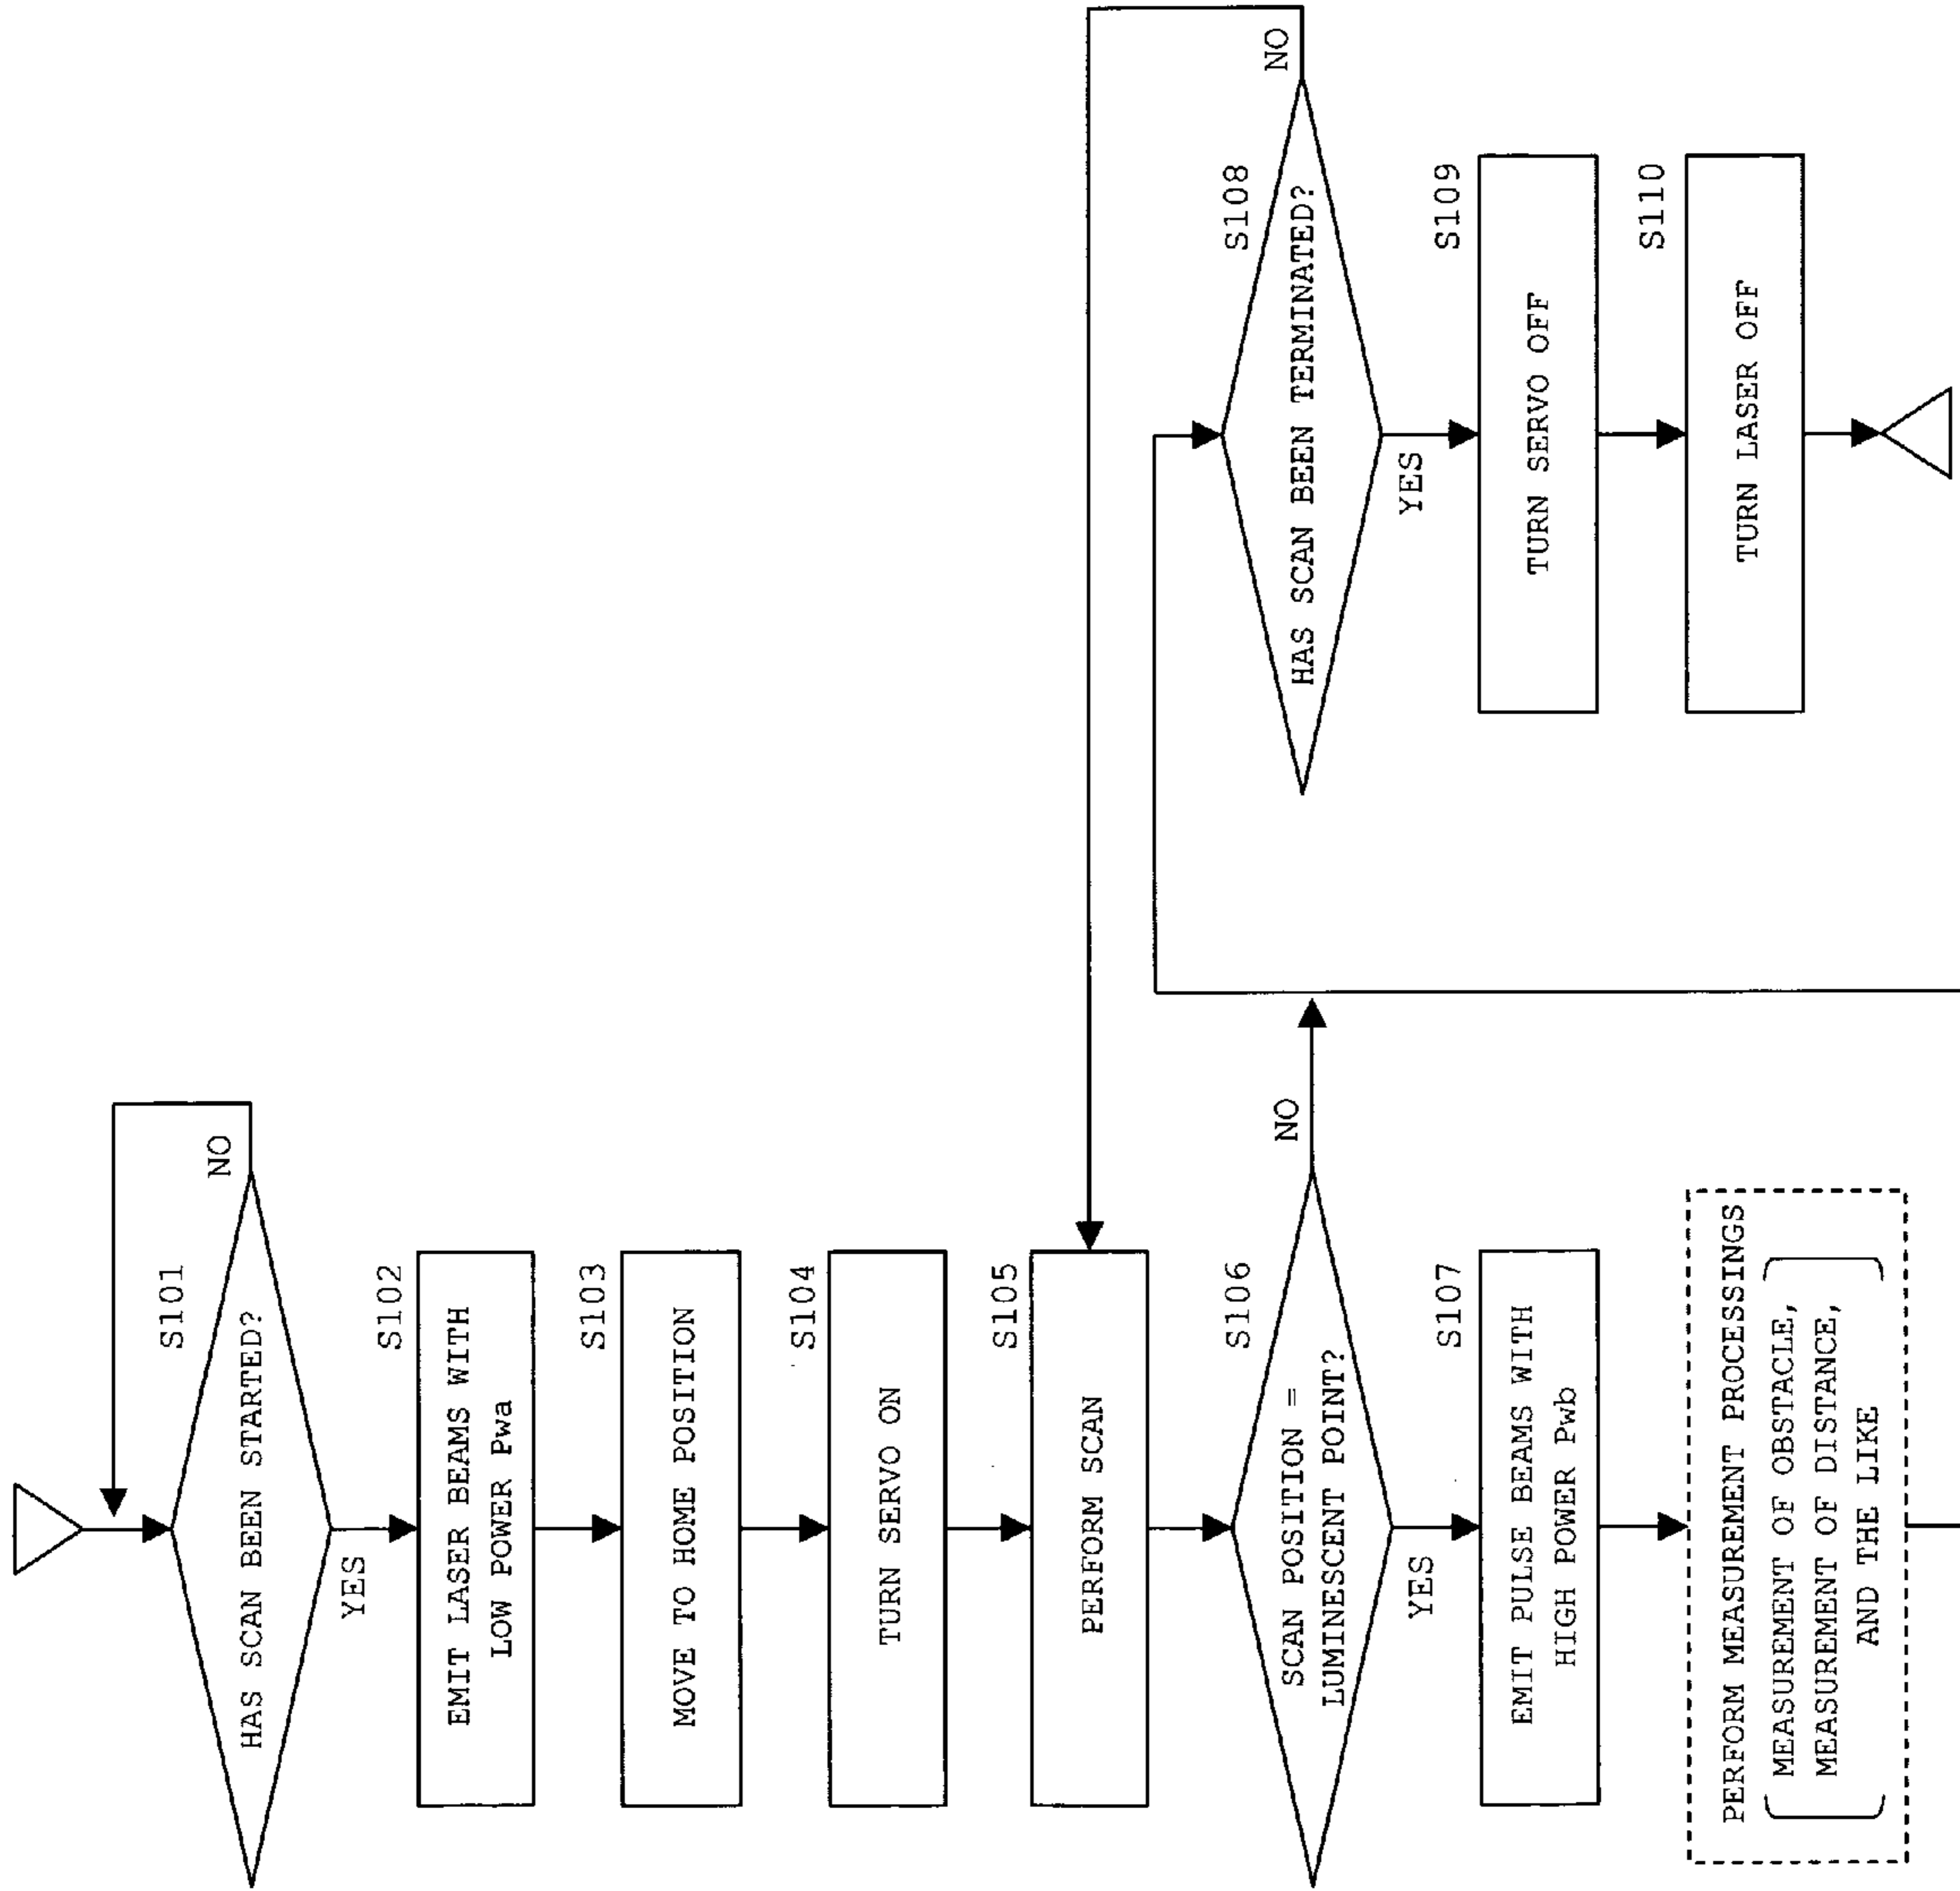 S101
HAS SCAN BEEN STARTED?
NO
YES
S102
EMIT LASER BEAMS WITH
LOW POWER Pwa
S103
MOVE TO HOME POSITION
S104
TURN SERVO ON
S105
PERFORM SCAN
S106
SCAN POSITION =
LUMINESCENT POINT?
NO
YES
S107
EMIT PULSE BEAMS WITH
HIGH POWER Pwb
PERFORM MEASUREMENT PROCESSINGS
MEASUREMENT OF OBSTACLE,
MEASUREMENT OF DISTANCE,
AND THE LIKE
S108
HAS SCAN BEEN TERMINATED?
NO
YES
S109
TURN SERVO OFF
S110
TURN LASER OFF